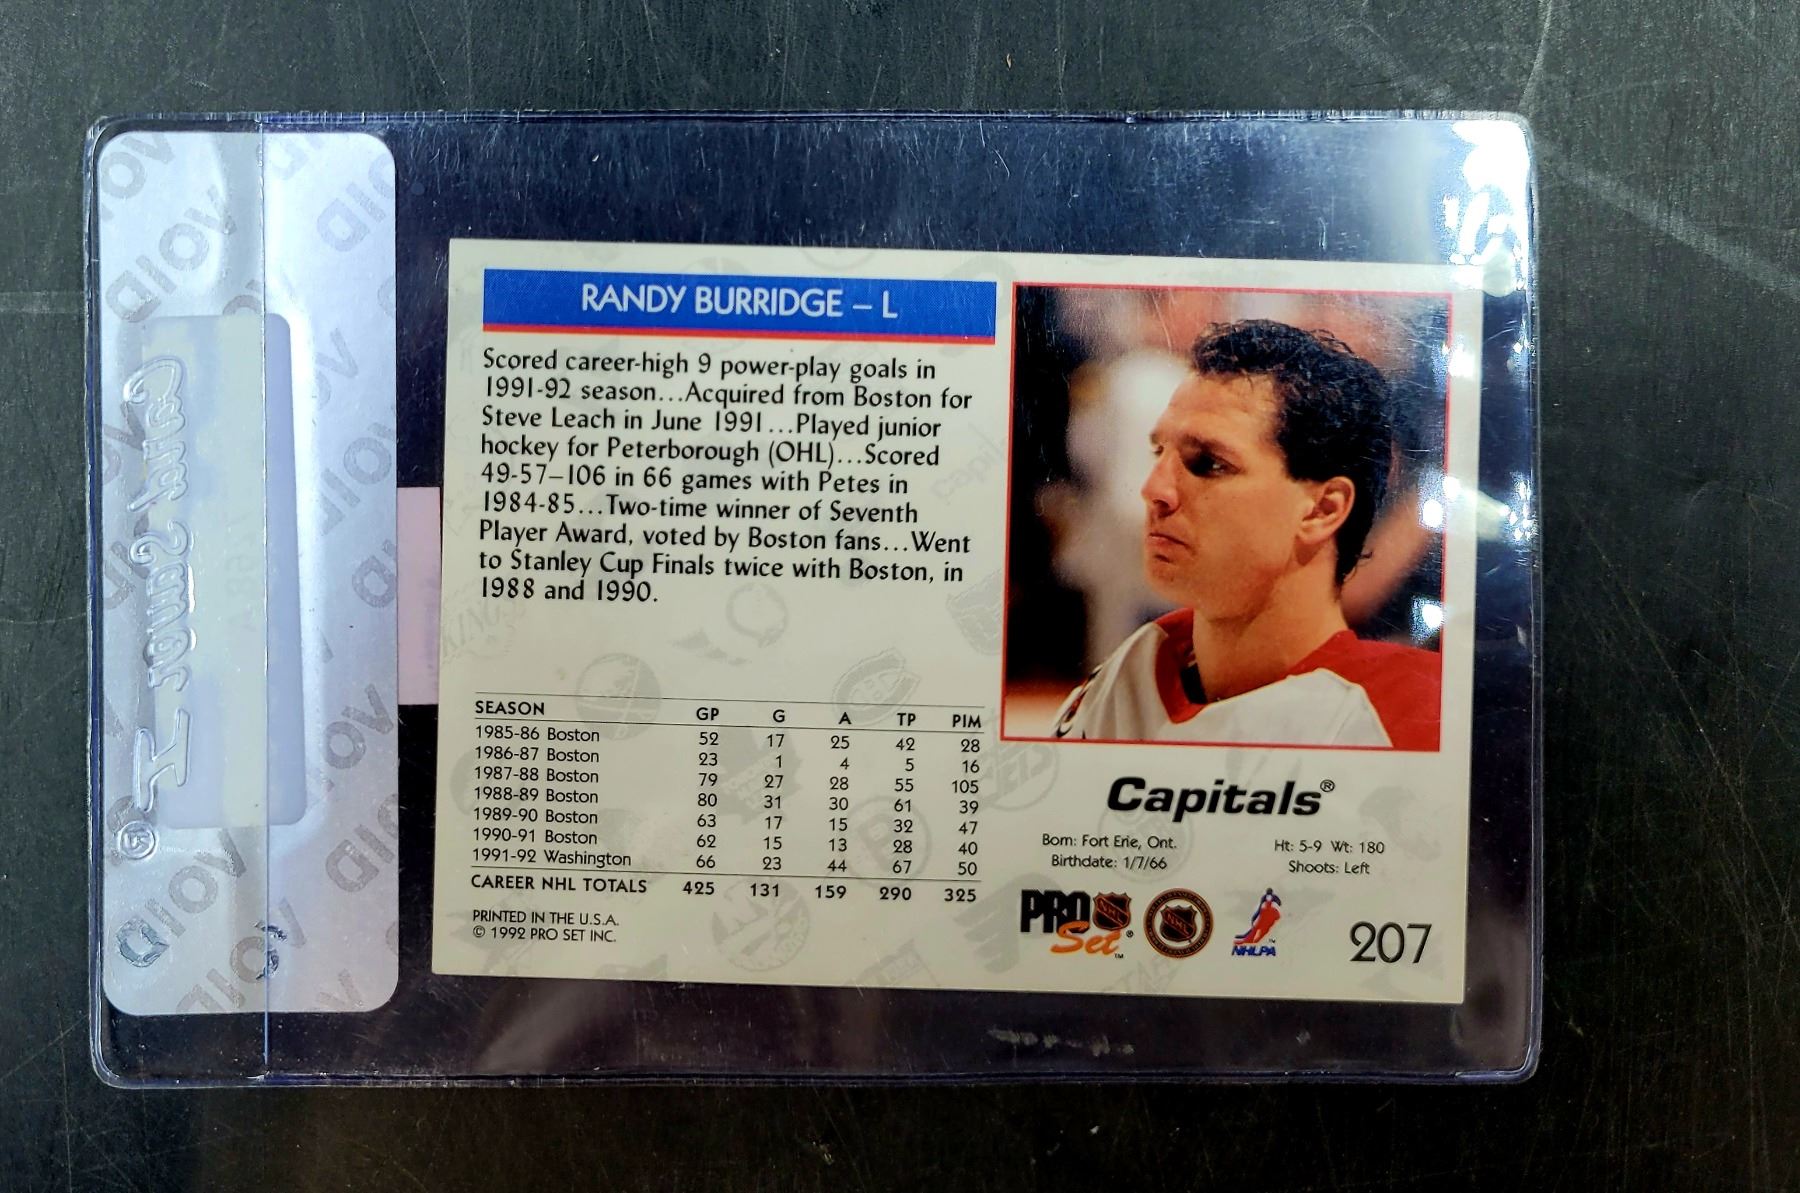 RANDY BURRIDGE – L
Scored career-high 9 power-play goals in
1991-92 season...Acquired from Boston for
Steve Leach in June 1991...Played junior
hockey for Peterborough (OHL)...Scored
49-57–106 in 66 games with Petes in
1984-85...Two-time winner of Seventh
Player Award, voted by Boston fans...Went
to Stanley Cup Finals twice with Boston, in
1988 and 1990.
SEASON GP G A TP PIM
1985-86 Boston 52 17 25 42 28
1986-87 Boston 23 1 4 5 16
1987-88 Boston 79 27 28 55 105
1988-89 Boston 80 31 30 61 39
1989-90 Boston 63 17 15 32 47
1990-91 Boston 62 15 13 28 40
1991-92 Washington 66 23 44 67 50
CAREER NHL TOTALS 425 131 159 290 325
PRINTED IN THE U.S.A.
© 1992 PRO SET INC.
Capitals®
Born: Fort Erie, Ont. Ht: 5-9 Wt: 180
Birthdate: 1/7/66 Shoots: Left
PRO NHL
Set®™
NHL
NHLPA
207
Card Saver I®
VOID
VOID
VOID
VOID
VOID
VOID